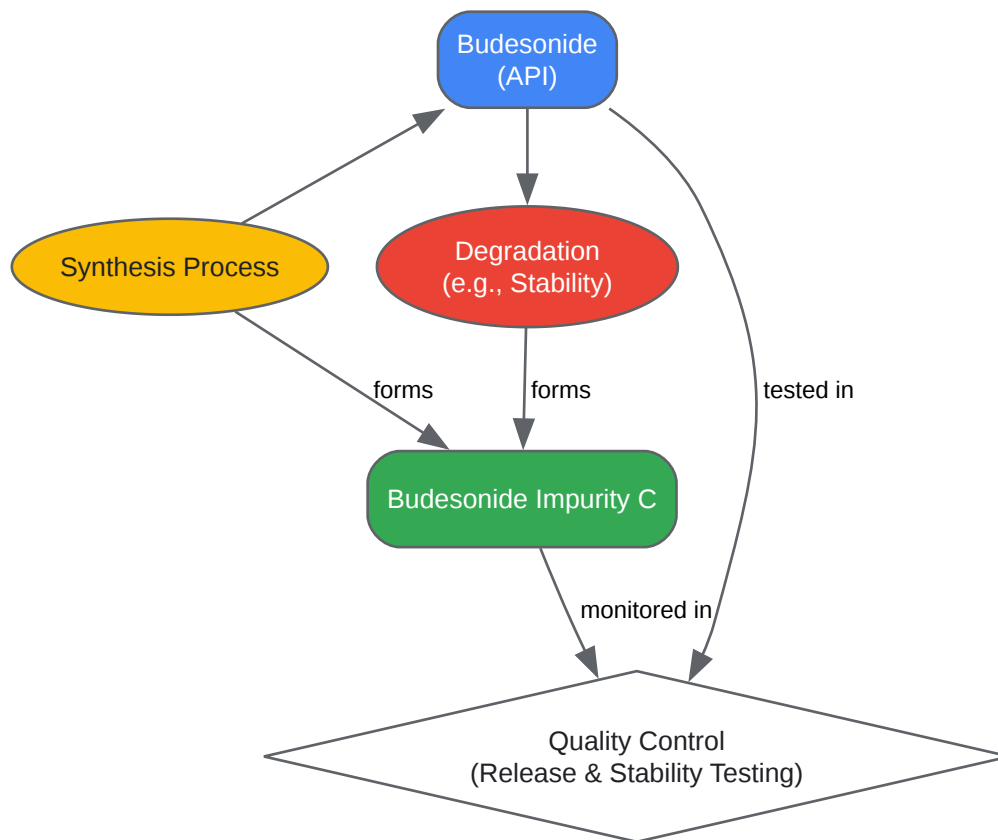 Budesonide
(API)
Synthesis Process
Degradation
(e.g., Stability)
forms
forms
tested in
Budesonide Impurity C
monitored in
Quality Control
(Release & Stability Testing)